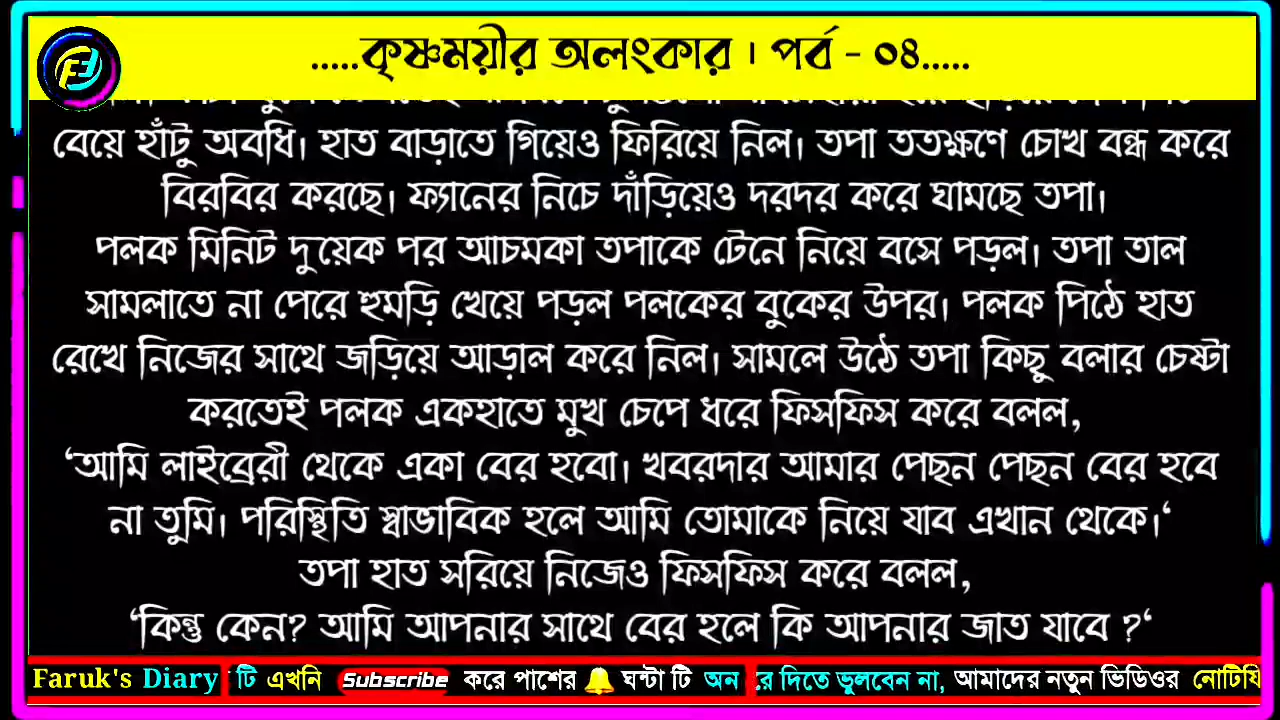 .....কৃষ্ণময়ীর অলংকার । পর্ব - ০৪.....
বেয়ে হাঁটু অবধি। হাত বাড়াতে গিয়েও ফিরিয়ে নিল। তপা ততক্ষণে চোখ বন্ধ করে
বিরবির করছে। ফ্যানের নিচে দাঁড়িয়েও দরদর করে ঘামছে তপা।
পলক মিনিট দুয়েক পর আচমকা তপাকে টেনে নিয়ে বসে পড়ল। তপা তাল
সামলাতে না পেরে হুমড়ি খেয়ে পড়ল পলকের বুকের উপর। পলক পিঠে হাত
রেখে নিজের সাথে জড়িয়ে আড়াল করে নিল। সামলে উঠে তপা কিছু বলার চেষ্টা
করতেই পলক একহাতে মুখ চেপে ধরে ফিসফিস করে বলল,
‘আমি লাইব্রেরী থেকে একা বের হবো। খবরদার আমার পেছন পেছন বের হবে
না তুমি। পরিস্থিতি স্বাভাবিক হলে আমি তোমাকে নিয়ে যাব এখান থেকে।‘
তপা হাত সরিয়ে নিজেও ফিসফিস করে বলল,
‘কিন্তু কেন? আমি আপনার সাথে বের হলে কি আপনার জাত যাবে ?‘
Faruk's Diary টি এখনি Subscribe করে পাশের 🔔 ঘন্টা টি অন রে দিতে ভুলবেন না, আমাদের নতুন ভিডিওর নোটিফি